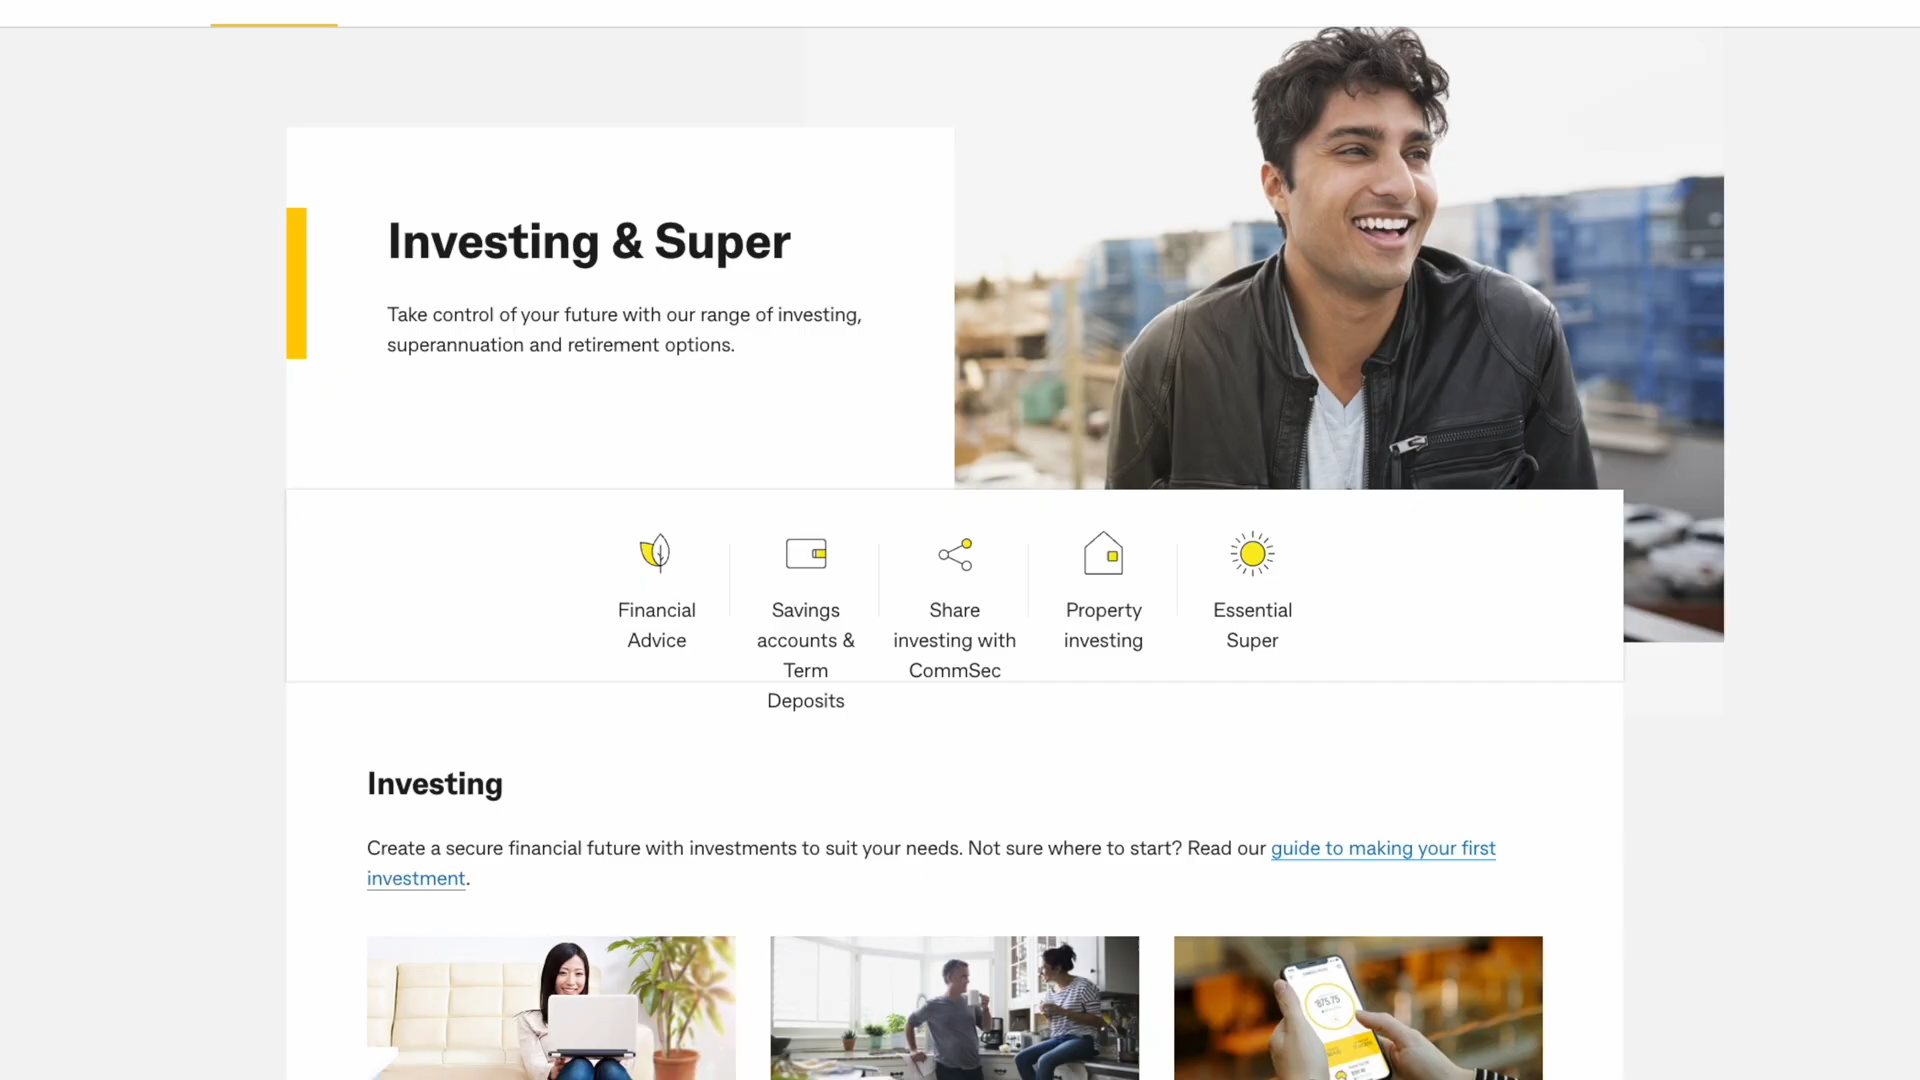 Investing & Super
Take control of your future with our range of investing,
superannuation and retirement options.
Financial
Advice
Savings
accounts &
Term
Deposits
Share
investing with
CommSec
Property
investing
Essential
Super
Investing
Create a secure financial future with investments to suit your needs. Not sure where to start? Read our guide to making your first
investment.